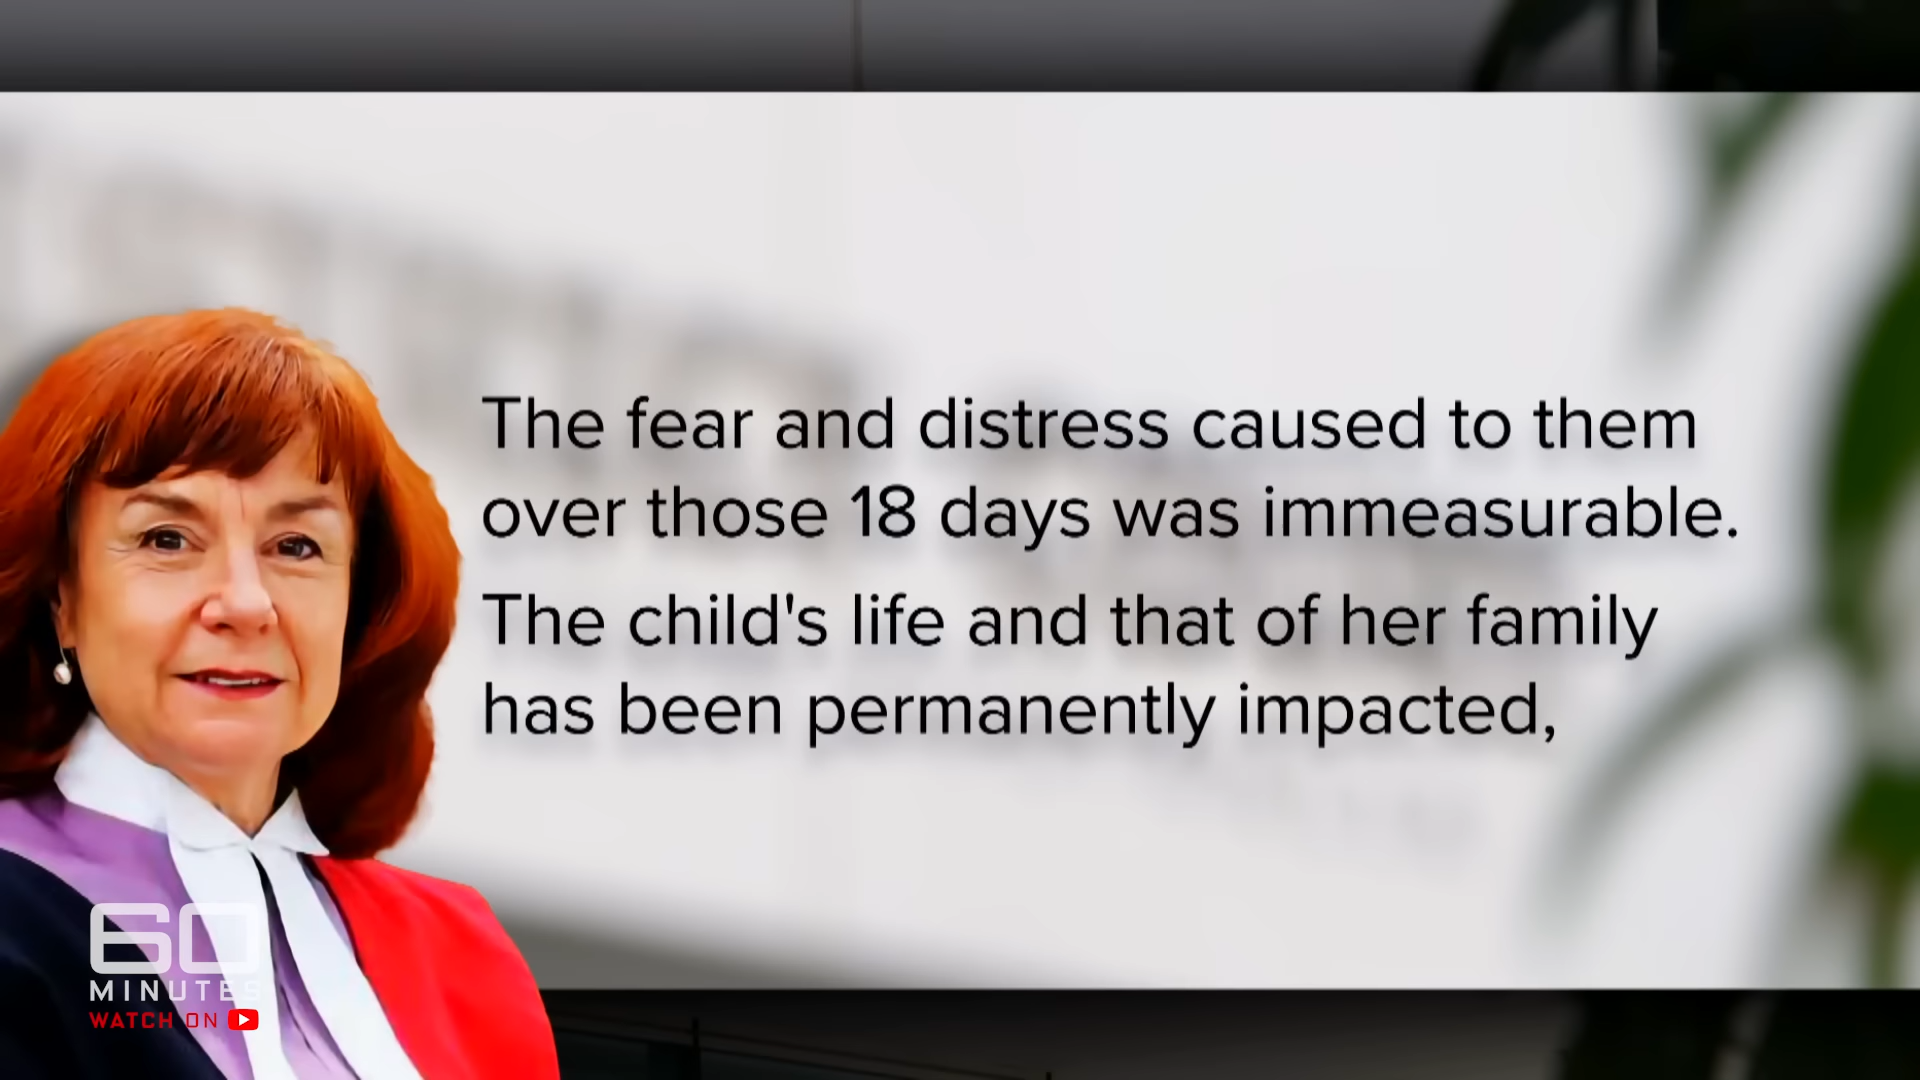 The fear and distress caused to them
over those 18 days was immeasurable.
The child's life and that of her family
has been permanently impacted,
60
MINUTES
WATCH ON